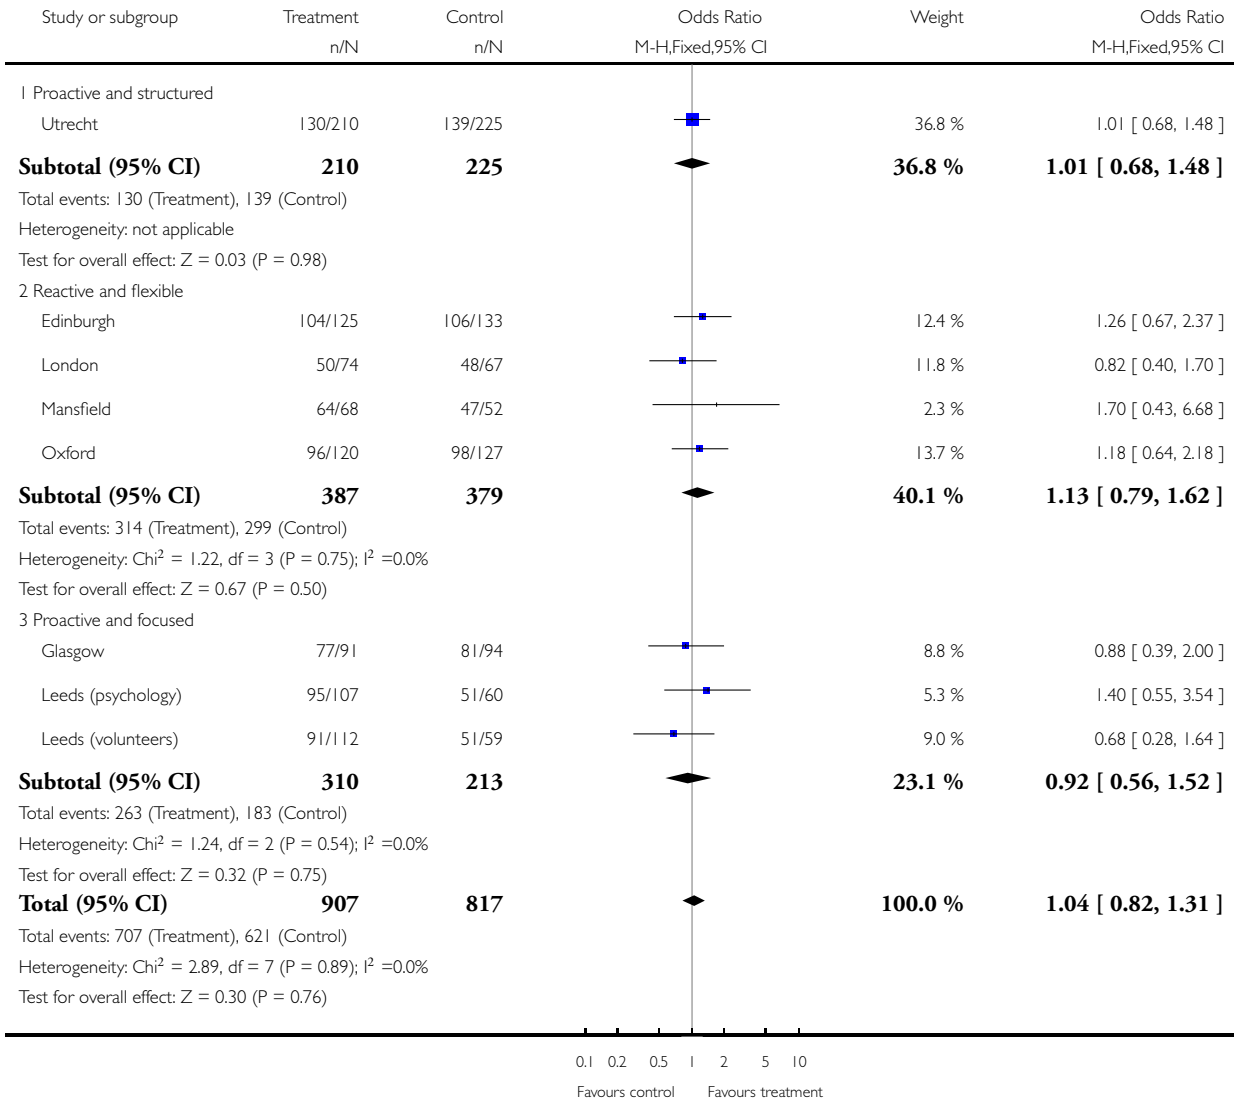 Study or subgroup Treatment Control Odds Ratio Weight Odds Ratio
n/N n/N M-H,Fixed,95% CI M-H,Fixed,95% CI
1 Proactive and structured
Utrecht 130/210 139/225 36.8 % 1.01 [ 0.68, 1.48 ]
Subtotal (95% CI) 210 225 36.8 % 1.01 [ 0.68, 1.48 ]
Total events: 130 (Treatment), 139 (Control)
Heterogeneity: not applicable
Test for overall effect: Z = 0.03 (P = 0.98)
2 Reactive and flexible
Edinburgh 104/125 106/133 12.4 % 1.26 [ 0.67, 2.37 ]
London 50/74 48/67 11.8 % 0.82 [ 0.40, 1.70 ]
Mansfield 64/68 47/52 2.3 % 1.70 [ 0.43, 6.68 ]
Oxford 96/120 98/127 13.7 % 1.18 [ 0.64, 2.18 ]
Subtotal (95% CI) 387 379 40.1 % 1.13 [ 0.79, 1.62 ]
Total events: 314 (Treatment), 299 (Control)
Heterogeneity: Chi² = 1.22, df = 3 (P = 0.75); I² =0.0%
Test for overall effect: Z = 0.67 (P = 0.50)
3 Proactive and focused
Glasgow 77/91 81/94 8.8 % 0.88 [ 0.39, 2.00 ]
Leeds (psychology) 95/107 51/60 5.3 % 1.40 [ 0.55, 3.54 ]
Leeds (volunteers) 91/112 51/59 9.0 % 0.68 [ 0.28, 1.64 ]
Subtotal (95% CI) 310 213 23.1 % 0.92 [ 0.56, 1.52 ]
Total events: 263 (Treatment), 183 (Control)
Heterogeneity: Chi² = 1.24, df = 2 (P = 0.54); I² =0.0%
Test for overall effect: Z = 0.32 (P = 0.75)
Total (95% CI) 907 817 100.0 % 1.04 [ 0.82, 1.31 ]
Total events: 707 (Treatment), 621 (Control)
Heterogeneity: Chi² = 2.89, df = 7 (P = 0.89); I² =0.0%
Test for overall effect: Z = 0.30 (P = 0.76)
0.1 0.2 0.5 1 2 5 10
Favours control Favours treatment